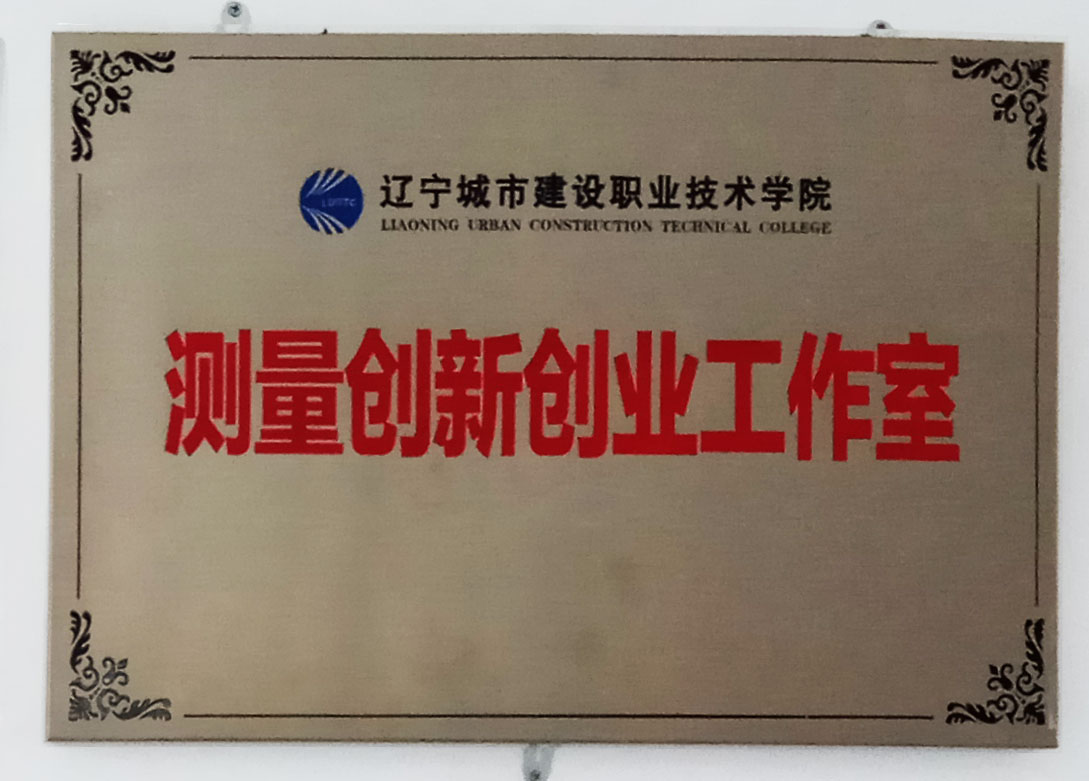 辽宁城市建设职业技术学院
LIAONING URBAN CONSTRUCTION TECHNICAL COLLEGE
测量创新创业工作室